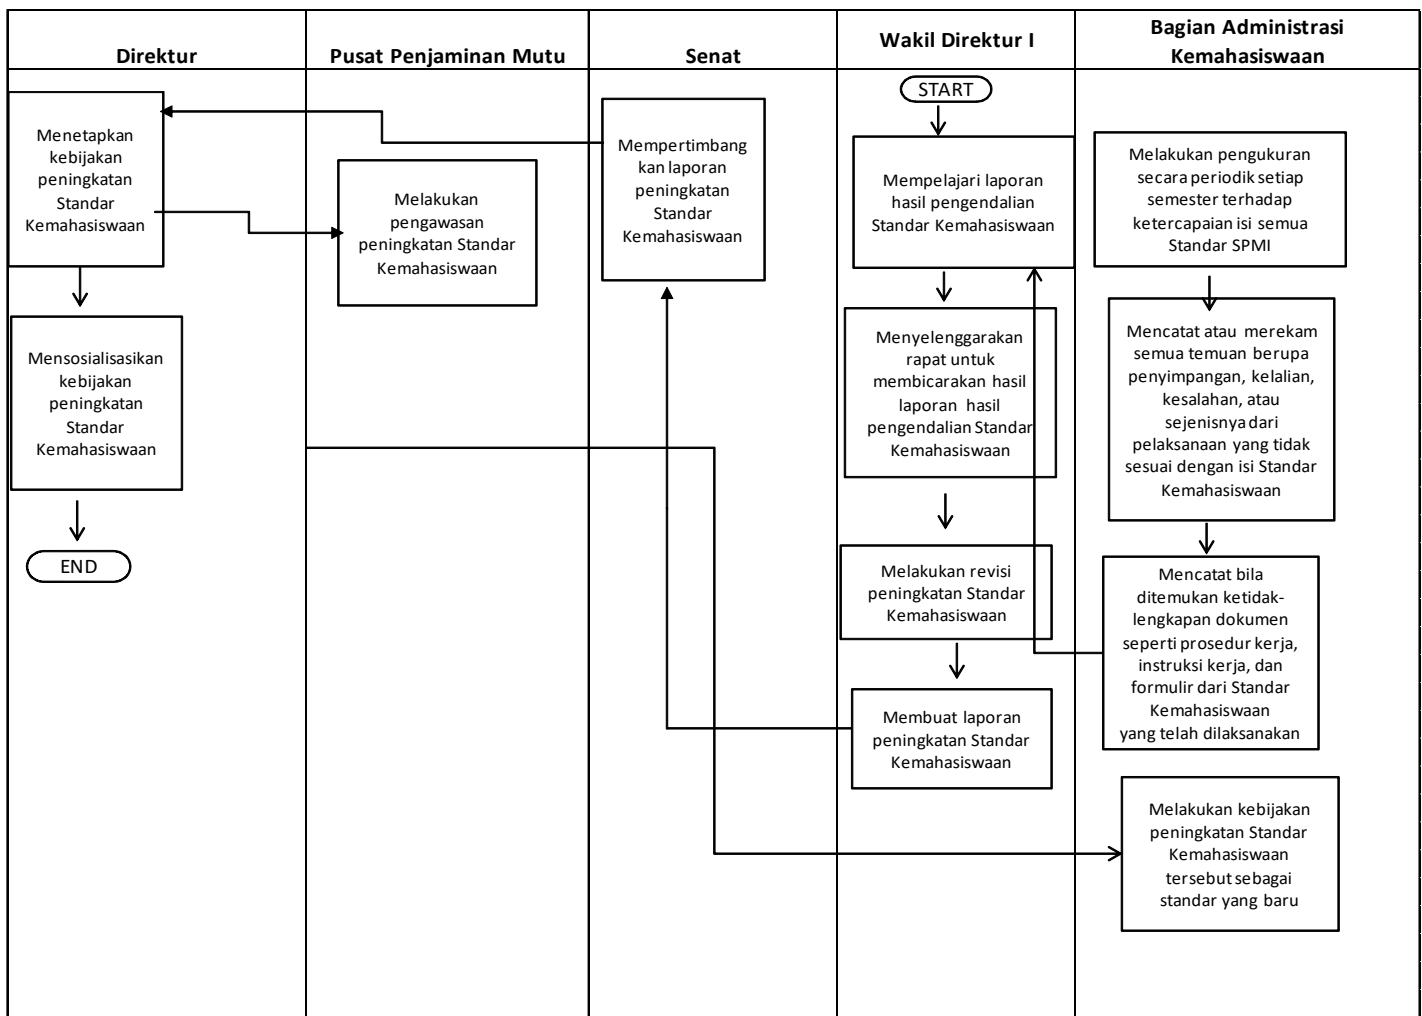 Direktur
Pusat Penjaminan Mutu
Senat
Wakil Direktur I
Bagian Administrasi
Kemahasiswaan
Menetapkan
kebijakan
peningkatan
Standar
Kemahasiswaan
Mensosialisasikan
kebijakan
peningkatan
Standar
Kemahasiswaan
END
Melakukan
pengawasan
peningkatan Standar
Kemahasiswaan
Mempertimbang
kan laporan
peningkatan
Standar
Kemahasiswaan
START
Mempelajari laporan
hasil pengendalian
Standar Kemahasiswaan
Menyelenggarakan
rapat untuk
membicarakan hasil
laporan hasil
pengendalian Standar
Kemahasiswaan
Melakukan revisi
peningkatan Standar
Kemahasiswaan
Membuat laporan
peningkatan Standar
Kemahasiswaan
Melakukan pengukuran
secara periodik setiap
semester terhadap
ketercapaian isi semua
Standar SPMI
Mencatat atau merekam
semua temuan berupa
penyimpangan, kelalian,
kesalahan, atau
sejenisnya dari
pelaksanaan yang tidak
sesuai dengan isi Standar
Kemahasiswaan
Mencatat bila
ditemukan ketidak-
lengkapan dokumen
seperti prosedur kerja,
instruksi kerja, dan
formulir dari Standar
Kemahasiswaan
yang telah dilaksanakan
Melakukan kebijakan
peningkatan Standar
Kemahasiswaan
tersebut sebagai
standar yang baru